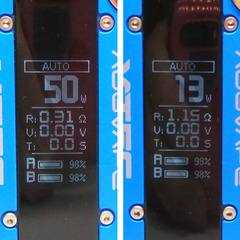 AUTO
50 W
R: 0.31 Ω
U: 0.00 V
T: 0.0 S
A 98%
B 98%
AUTO
13 W
R: 1.15 Ω
U: 0.00 V
T: 0.0 S
A 98%
B 98%